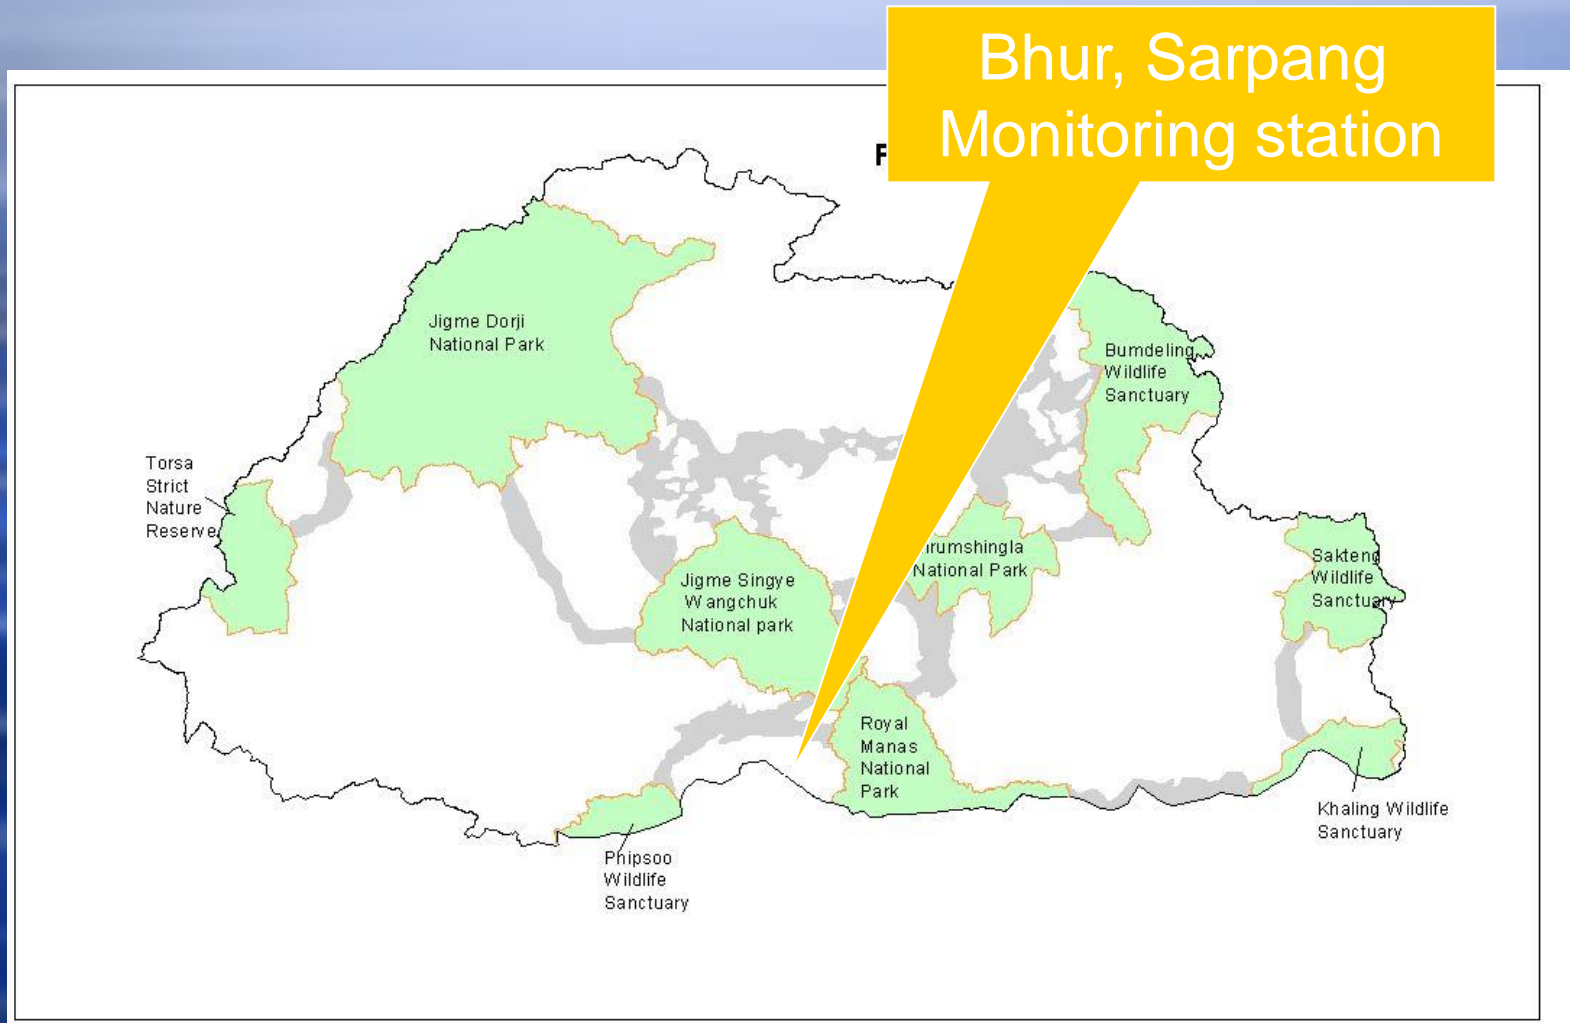 Bhur, Sarpang
Monitoring station
F
Jigme Dorji
National Park
Bumdeling
Wildlife
Sanctuary
Torsa
Strict
Nature
Reserve
rumshingla
National Park
Jigme Singye
Wangchuk
National park
Sakteng
Wildlife
Sanctuary
Royal
Manas
National
Park
Khaling Wildlife
Sanctuary
Phipsoo
Wildlife
Sanctuary